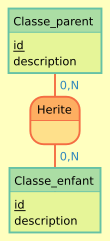 Classe_parent
id
description
0,N
Herite
0,N
Classe_enfant
id
description